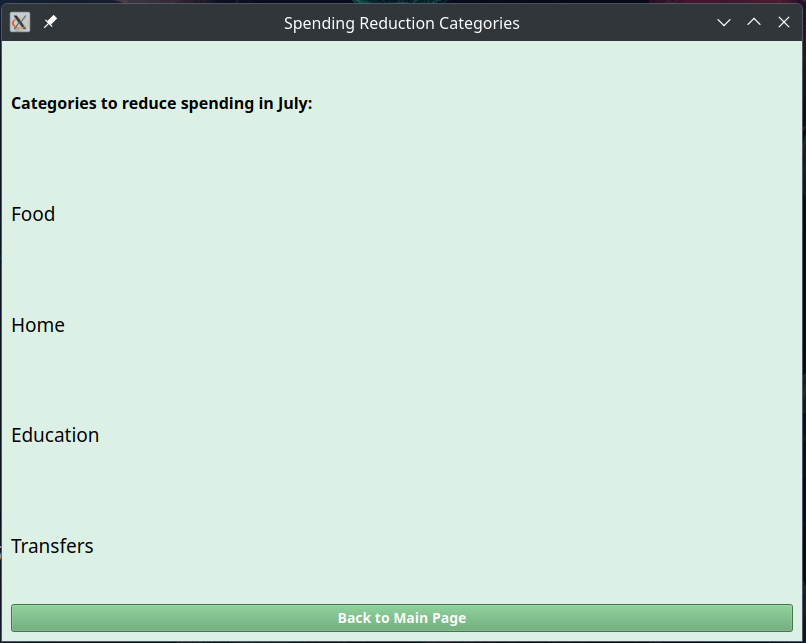 Spending Reduction Categories
Categories to reduce spending in July:
Food
Home
Education
Transfers
Back to Main Page